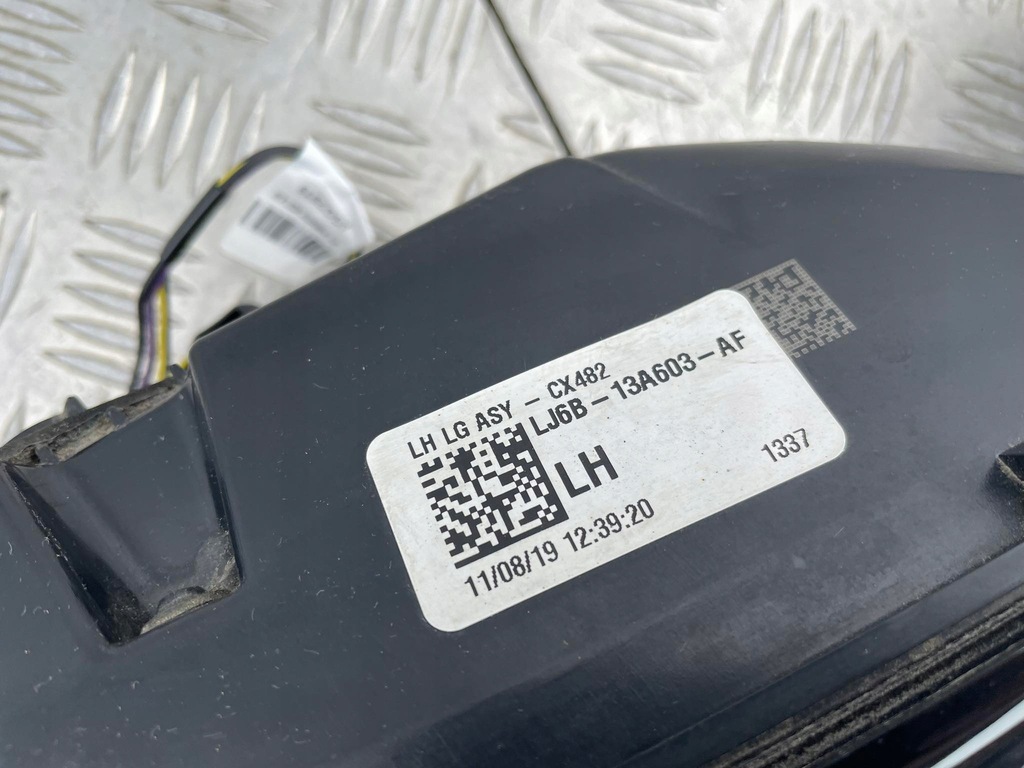 LH LG ASY - CX482
LJ6B-13A603-AF
LH
1337
11/08/19 12:39:20